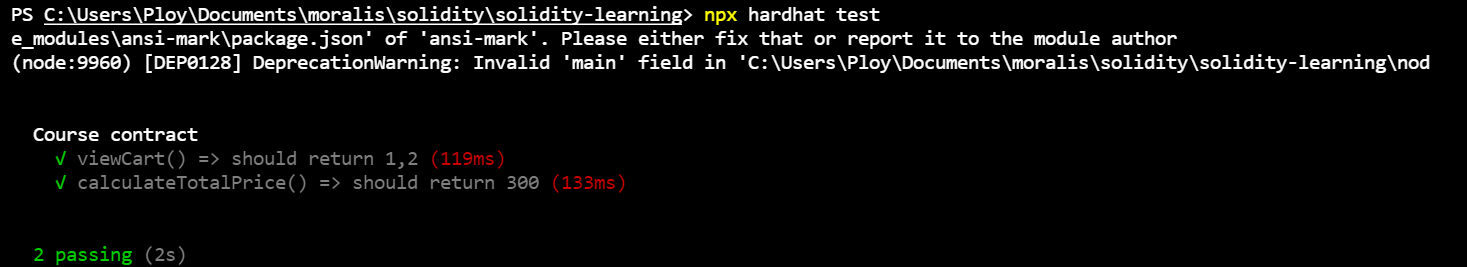 PS C:\Users\Ploy\Documents\moralis\solidity\solidity-learning> npx hardhat test
e_modules\ansi-mark\package.json' of 'ansi-mark'. Please either fix that or report it to the module author
(node:9960) [DEP0128] DeprecationWarning: Invalid 'main' field in 'C:\Users\Ploy\Documents\moralis\solidity\solidity-learning\nod
Course contract
√ viewCart() => should return 1,2 (119ms)
√ calculateTotalPrice() => should return 300 (133ms)
2 passing (2s)